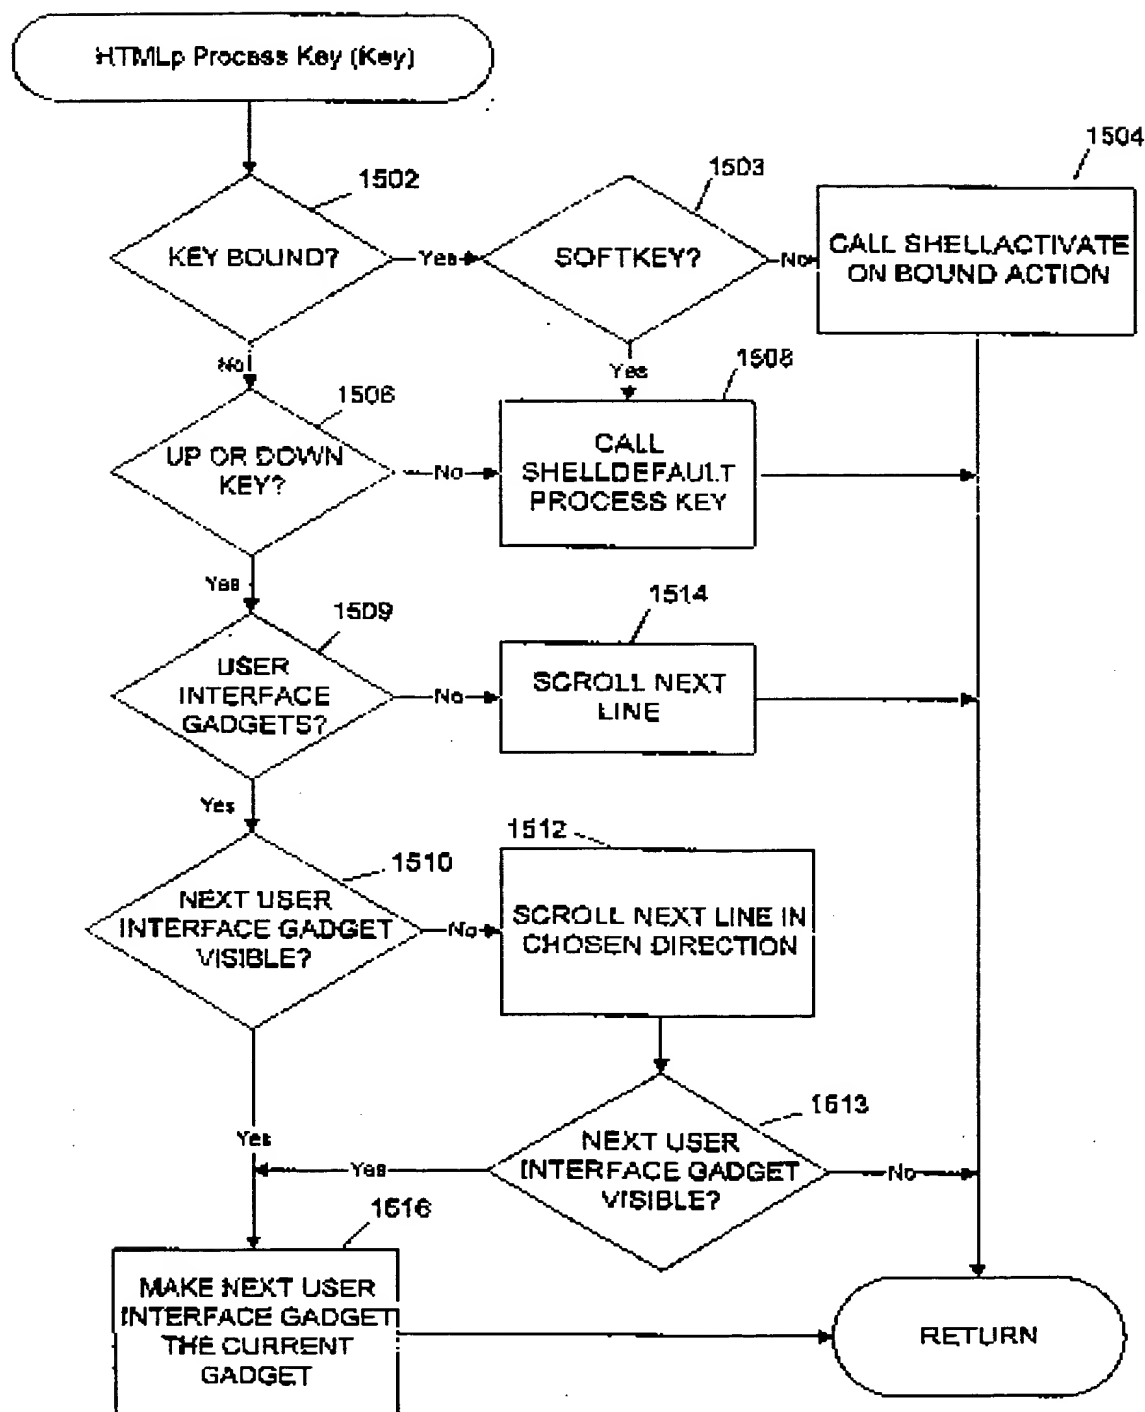 HTMLp Process Key (Key)
1502
KEY BOUND?
Yes
1503
SOFTKEY?
No
1504
CALL SHELLACTIVATE
ON BOUND ACTION
No
Yes
1506
UP OR DOWN
KEY?
No
1508
CALL
SHELLDEFAULT
PROCESS KEY
Yes
1509
USER
INTERFACE
GADGETS?
No
1514
SCROLL NEXT
LINE
Yes
1510
NEXT USER
INTERFACE GADGET
VISIBLE?
No
1512
SCROLL NEXT LINE IN
CHOSEN DIRECTION
1513
NEXT USER
INTERFACE GADGET
VISIBLE?
Yes
Yes
No
1516
MAKE NEXT USER
INTERFACE GADGET
THE CURRENT
GADGET
RETURN